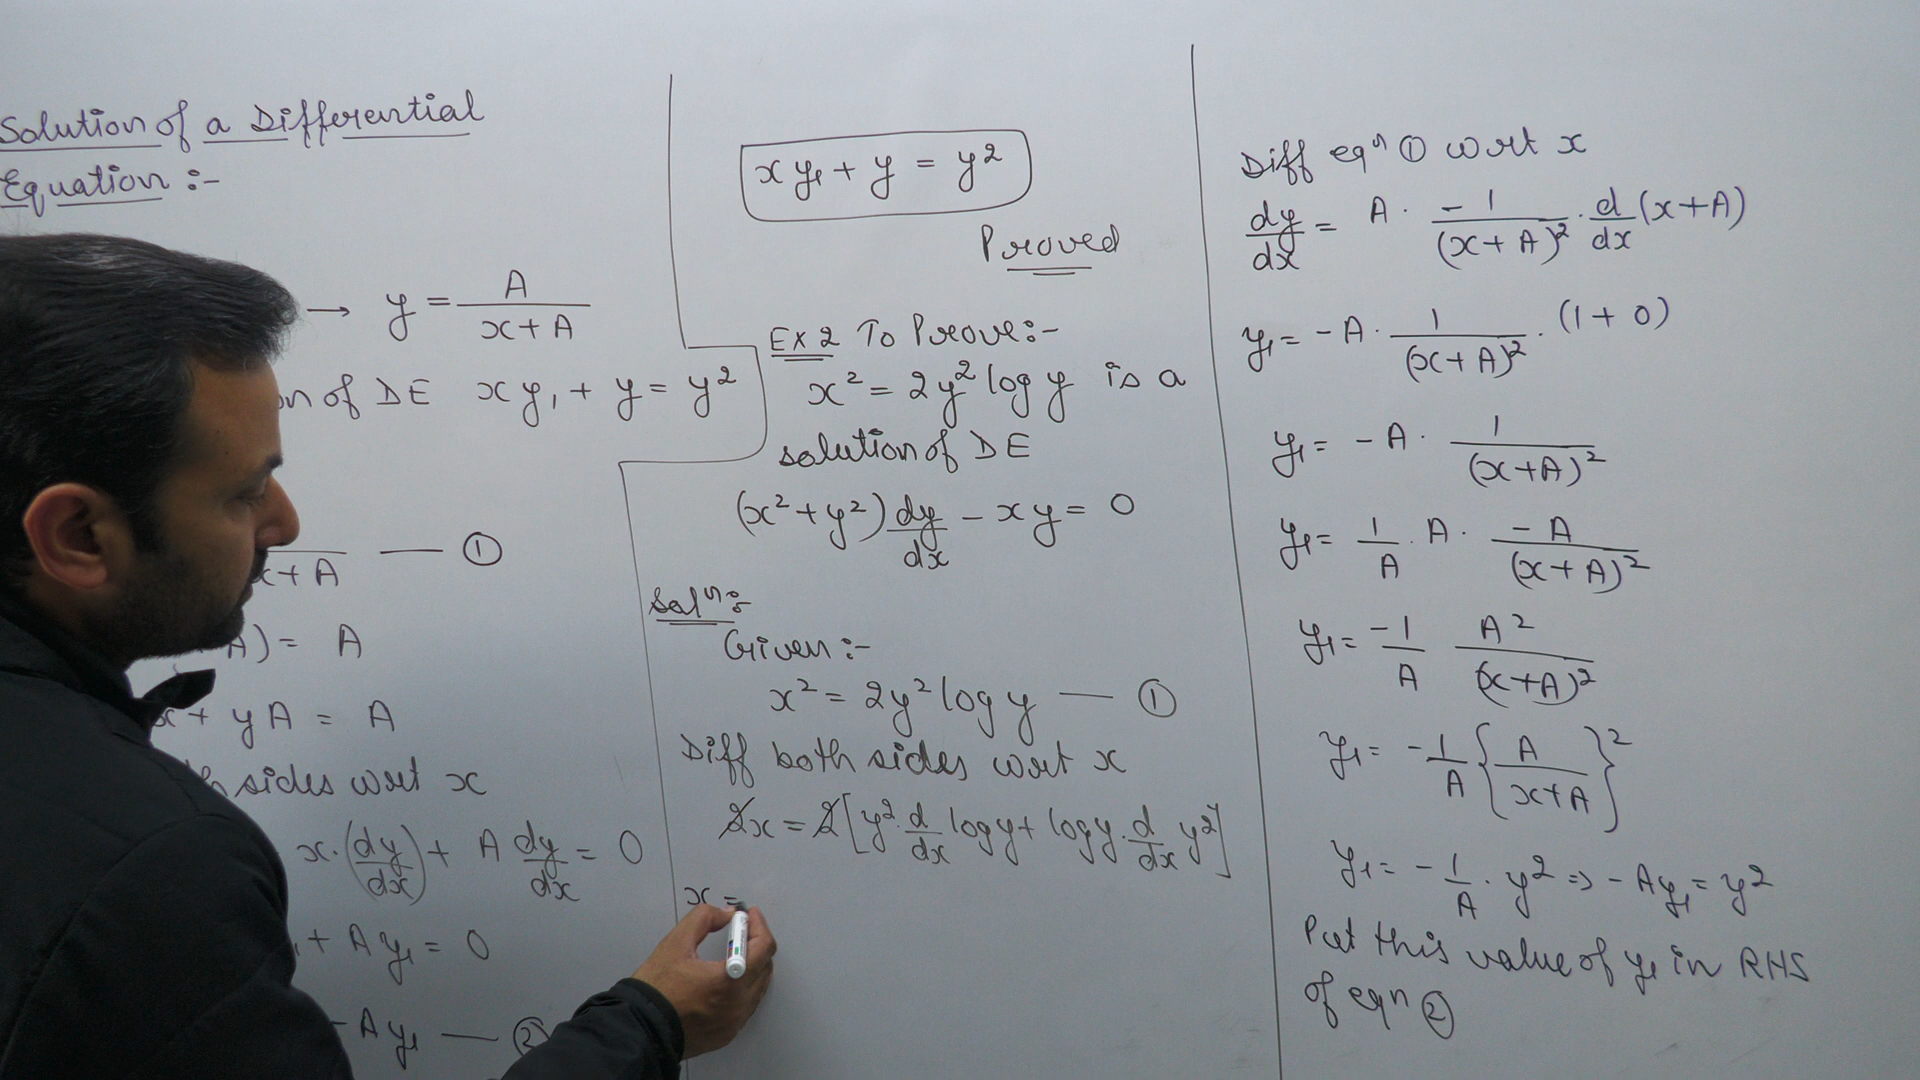 Solution of a Differential
Equation :-
→ y = A/(x+A)
of DE xy₁ + y = y²
x+A —— ①
A) = A
x + yA = A
sides wrt x
x·(dy/dx) + A dy/dx = 0
+ Ay₁ = 0
- Ay₁ —— ②
xy₁ + y = y²
Proved
EX 2 To Prove:-
x² = 2y² log y is a
solution of DE
(x² + y²) dy/dx - xy = 0
Solⁿ:-
Given :-
x² = 2y² log y —— ①
Diff both sides wrt x
2x = 2[y²·d/dx log y + log y·d/dx y²]
x =
Diff eqⁿ ① wrt x
dy/dx = A · -1/(x+A)² · d/dx (x+A)
y₁ = -A · 1/(x+A)² · (1+0)
y₁ = -A · 1/(x+A)²
y₁ = 1/A · A · -A/(x+A)²
y₁ = -1/A A²/(x+A)²
y₁ = -1/A {A/(x+A)}²
y₁ = -1/A · y² ⇒ -Ay₁ = y²
Put this value of y₁ in RHS
of eqn ②